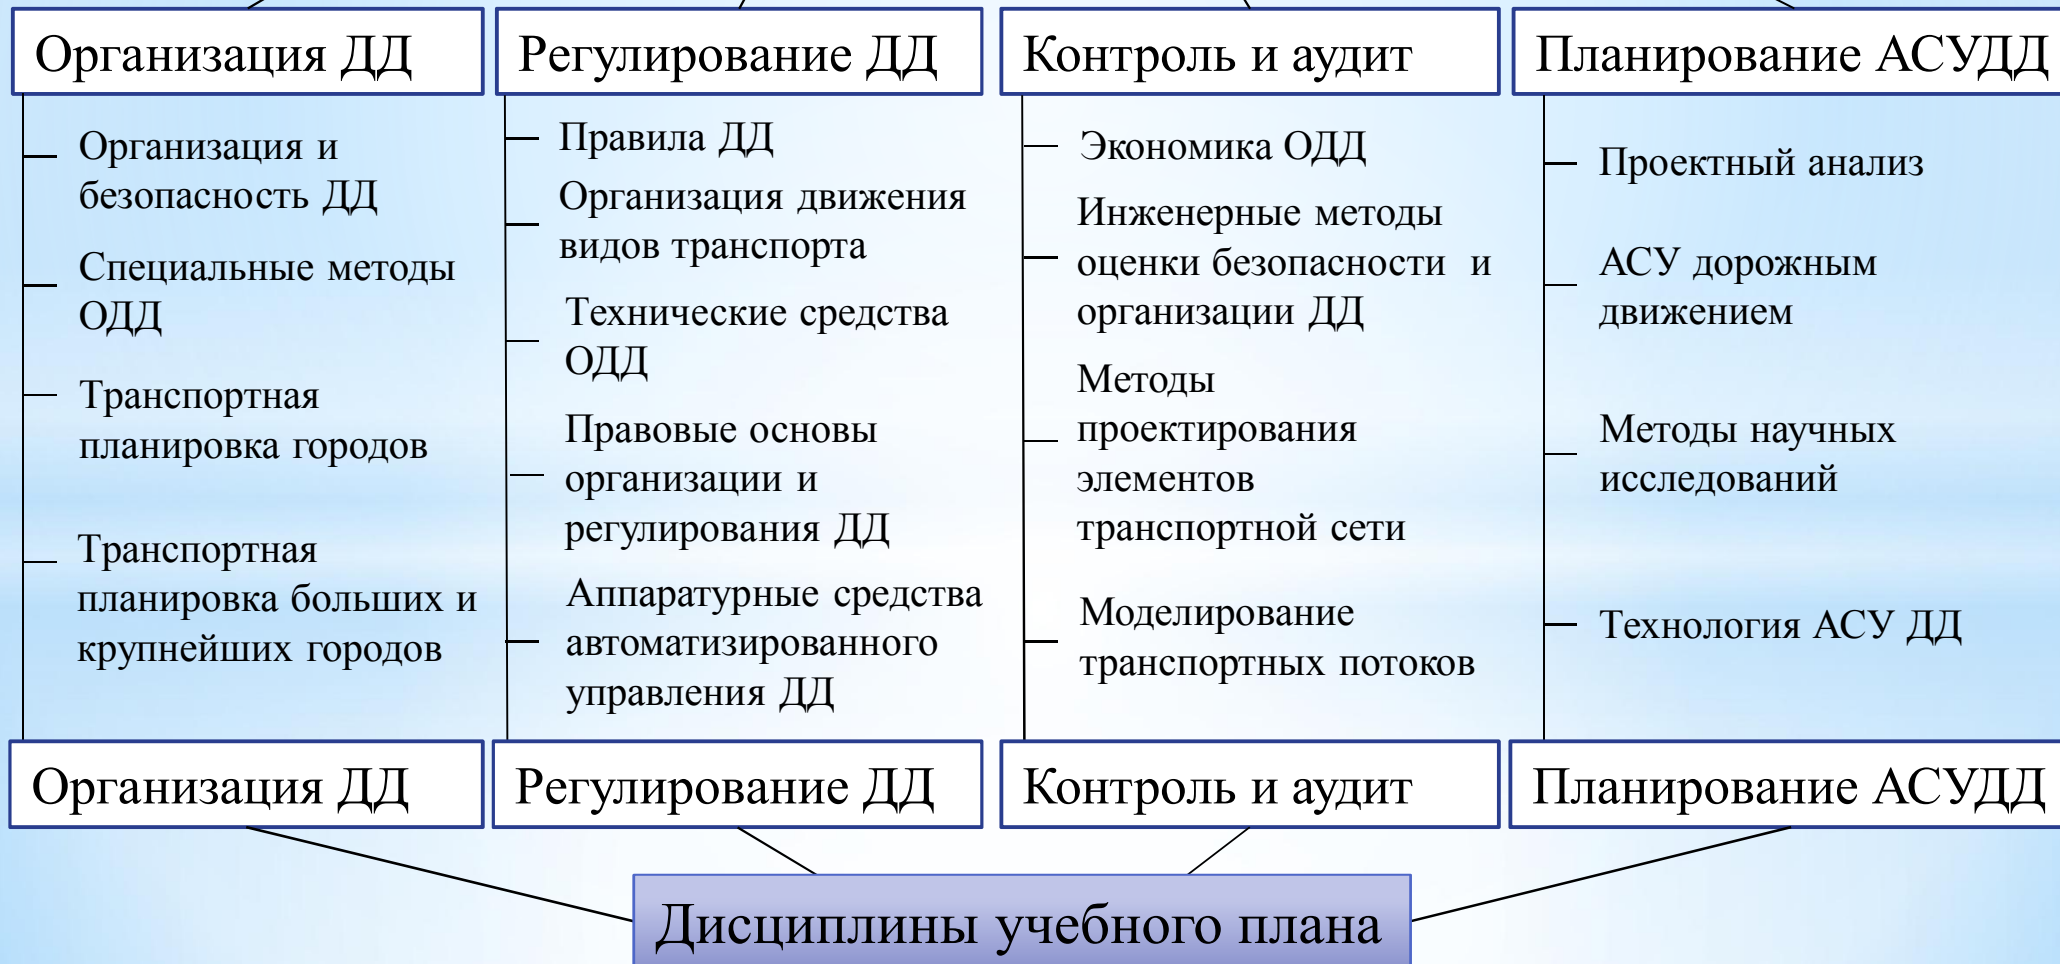 Организация ДД
Регулирование ДД
Контроль и аудит
Планирование АСУДД
Организация и
безопасность ДД
Специальные методы
ОДД
Транспортная
планировка городов
Транспортная
планировка больших и
крупнейших городов
Правила ДД
Организация движения
видов транспорта
Технические средства
ОДД
Правовые основы
организации и
регулирования ДД
Аппаратурные средства
автоматизированного
управления ДД
Экономика ОДД
Инженерные методы
оценки безопасности и
организации ДД
Методы
проектирования
элементов
транспортной сети
Моделирование
транспортных потоков
Проектный анализ
АСУ дорожным
движением
Методы научных
исследований
Технология АСУ ДД
Организация ДД
Регулирование ДД
Контроль и аудит
Планирование АСУДД
Дисциплины учебного плана